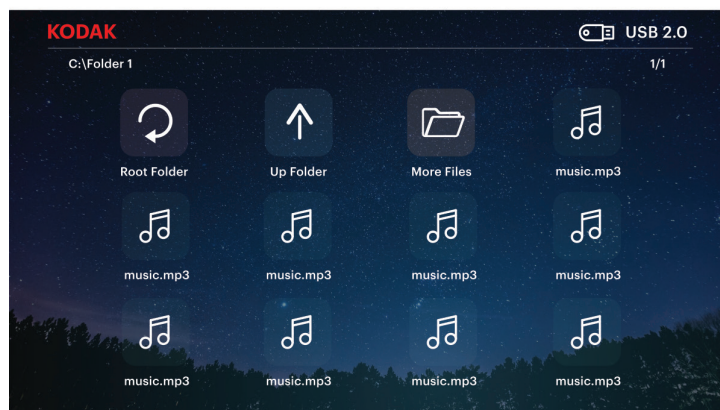 KODAK USB 2.0
C:\Folder 1 1/1
Root Folder Up Folder More Files music.mp3
music.mp3 music.mp3 music.mp3 music.mp3
music.mp3 music.mp3 music.mp3 music.mp3